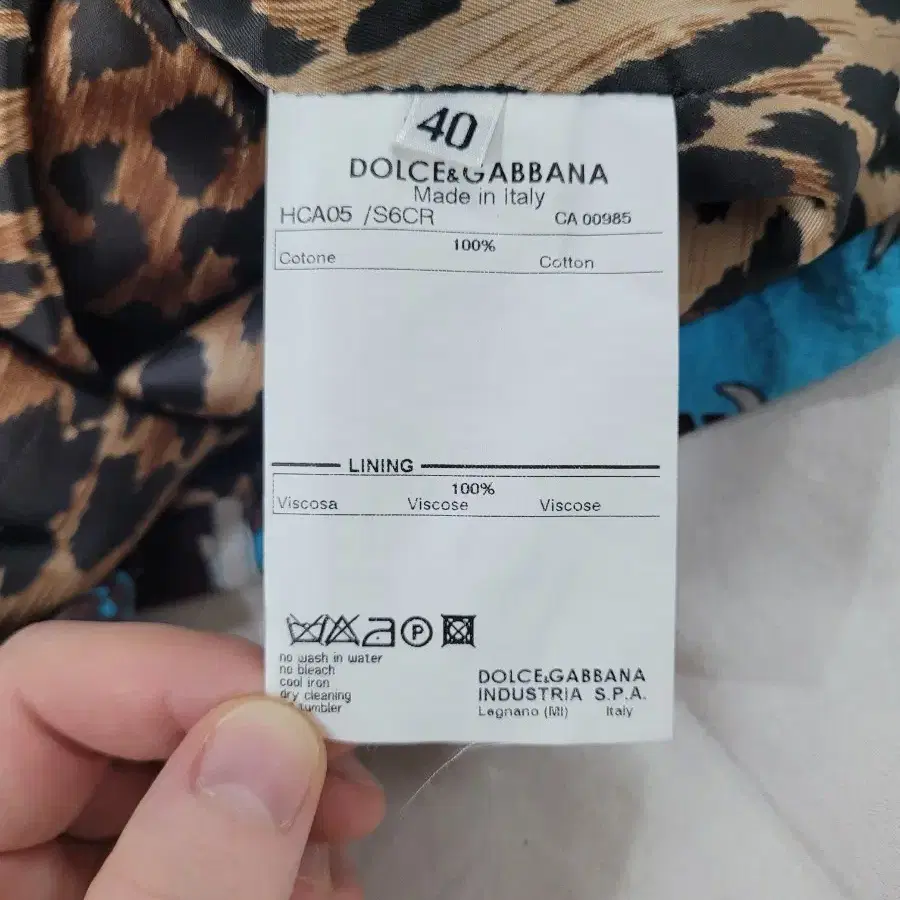 40
DOLCE&GABBANA
Made in Italy
HCA05 /S6CR CA 00985
100%
Cotone Cotton
LINING
100%
Viscosa Viscose Viscose
P
no wash in water
no bleach
cool iron
dry cleaning
tumbler
DOLCE&GABBANA
INDUSTRIA S.P.A.
Legnano (MI) Italy